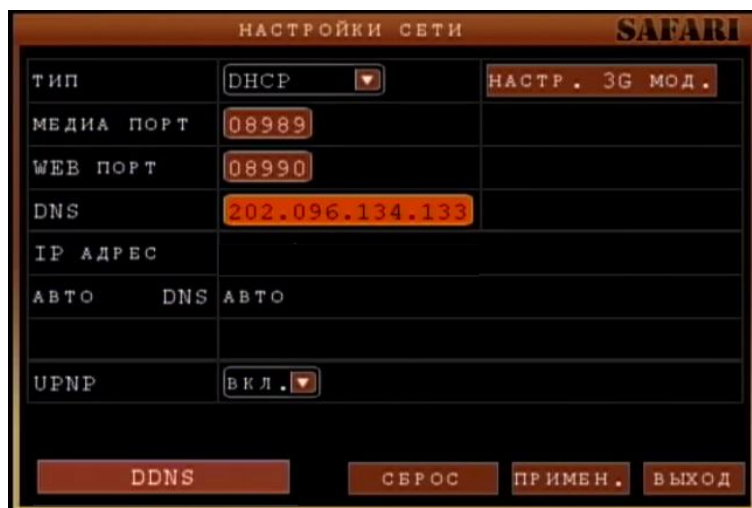 НАСТРОЙКИ СЕТИ SAFARI
ТИП DHCP НАСТР. 3G МОД.
МЕДИА ПОРТ 08989
WEB ПОРТ 08990
DNS 202.096.134.133
IP АДРЕС
АВТО DNS АВТО
UPNP ВКЛ.
DDNS СБРОС ПРИМЕН. ВЫХОД